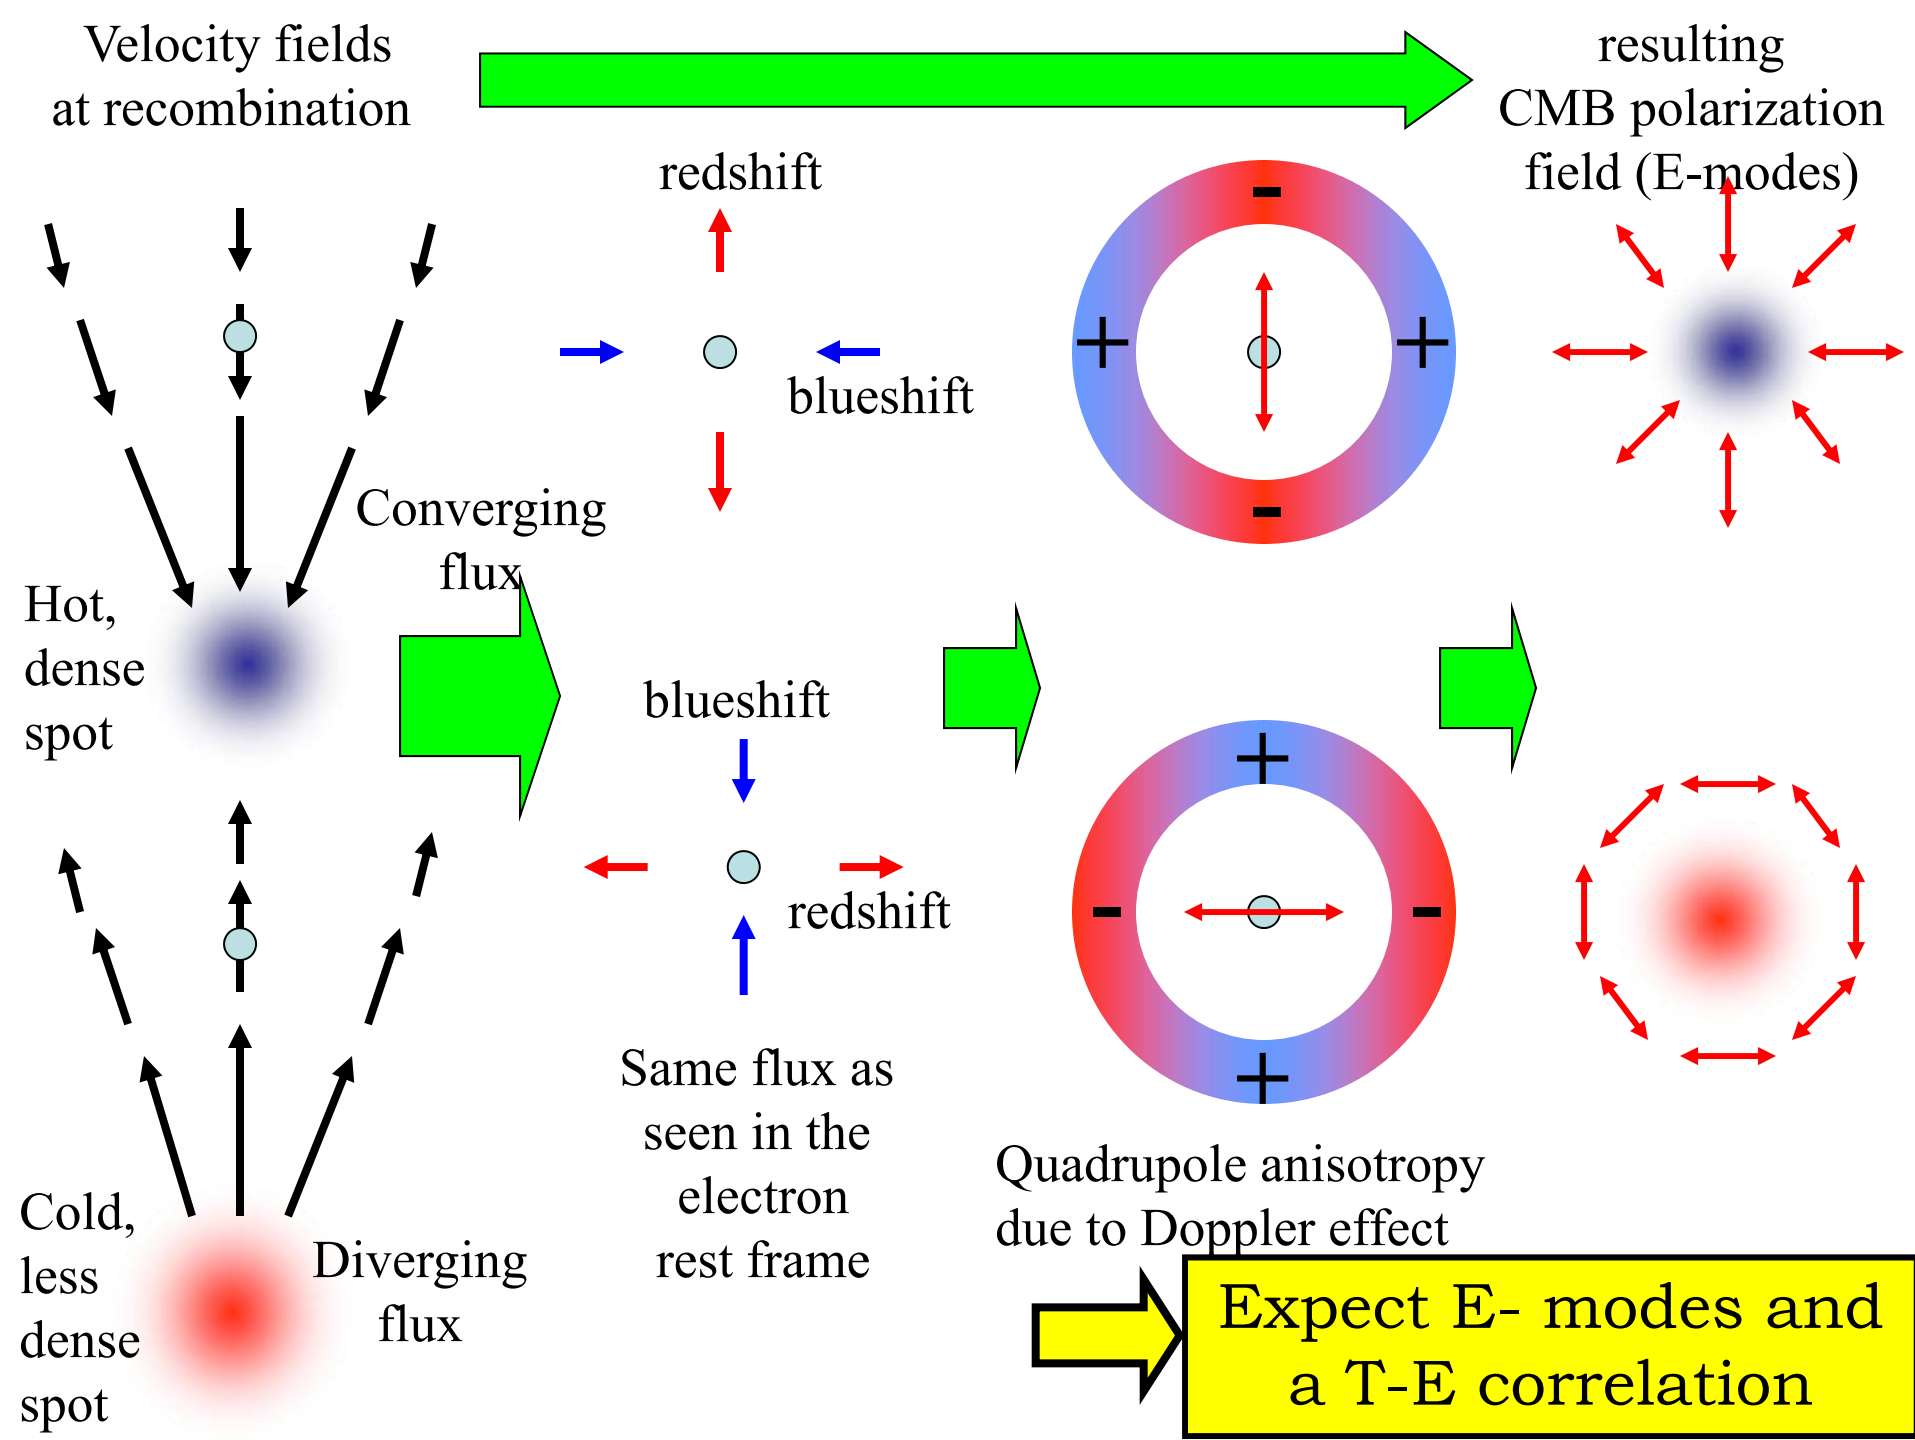 Velocity fields
at recombination
resulting
CMB polarization
field (E-modes)
redshift
blueshift
-
+
+
-
Converging
flux
Hot,
dense
spot
blueshift
redshift
+
-
-
+
Same flux as
seen in the
electron
rest frame
Quadrupole anisotropy
due to Doppler effect
Cold,
less
dense
spot
Diverging
flux
Expect E- modes and
a T-E correlation